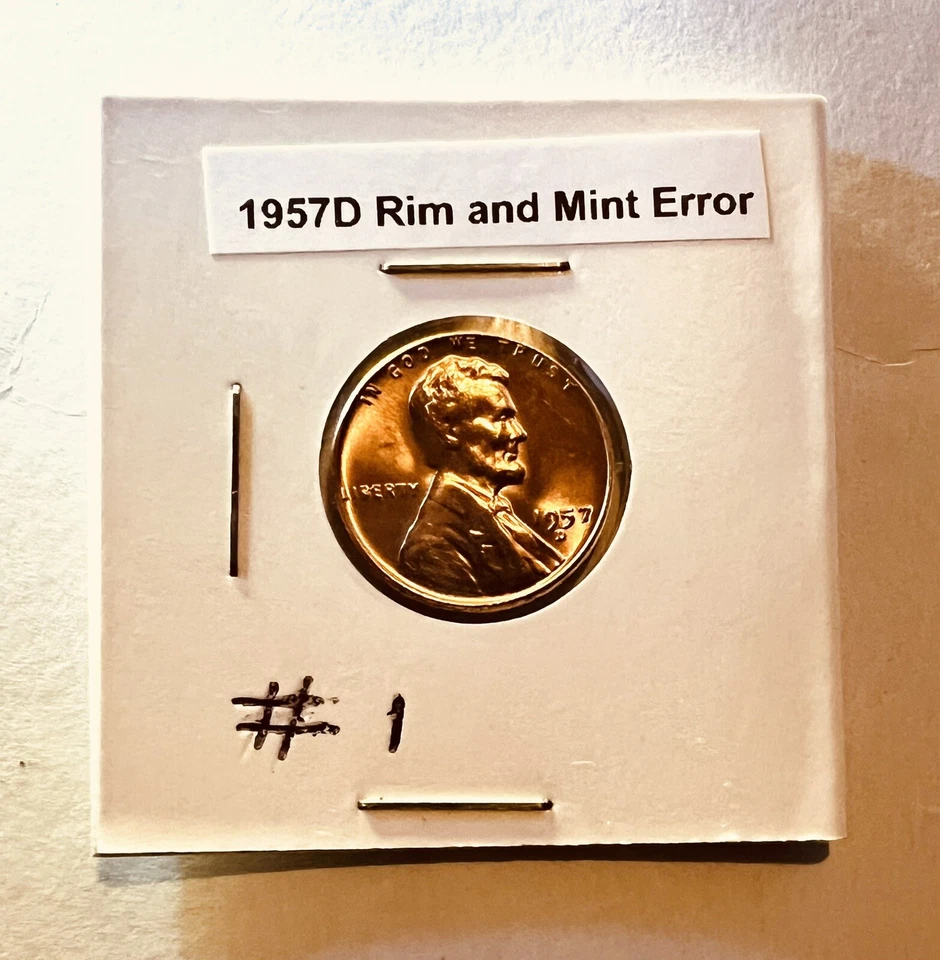 1957D Rim and Mint Error
IN GOD WE TRUST
LIBERTY
1957
D
# 1